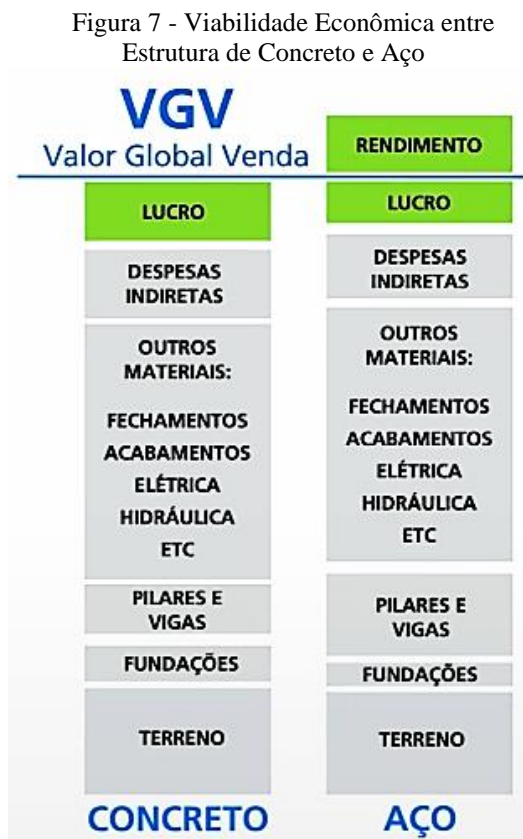 Figura 7 - Viabilidade Econômica entre
Estrutura de Concreto e Aço
VGV
Valor Global Venda
LUCRO
DESPESAS
INDIRETAS
OUTROS
MATERIAIS:
FECHAMENTOS
ACABAMENTOS
ELÉTRICA
HIDRÁULICA
ETC
PILARES E
VIGAS
FUNDAÇÕES
TERRENO
CONCRETO
RENDIMENTO
LUCRO
DESPESAS
INDIRETAS
OUTROS
MATERIAIS:
FECHAMENTOS
ACABAMENTOS
ELÉTRICA
HIDRÁULICA
ETC
PILARES E
VIGAS
FUNDAÇÕES
TERRENO
AÇO